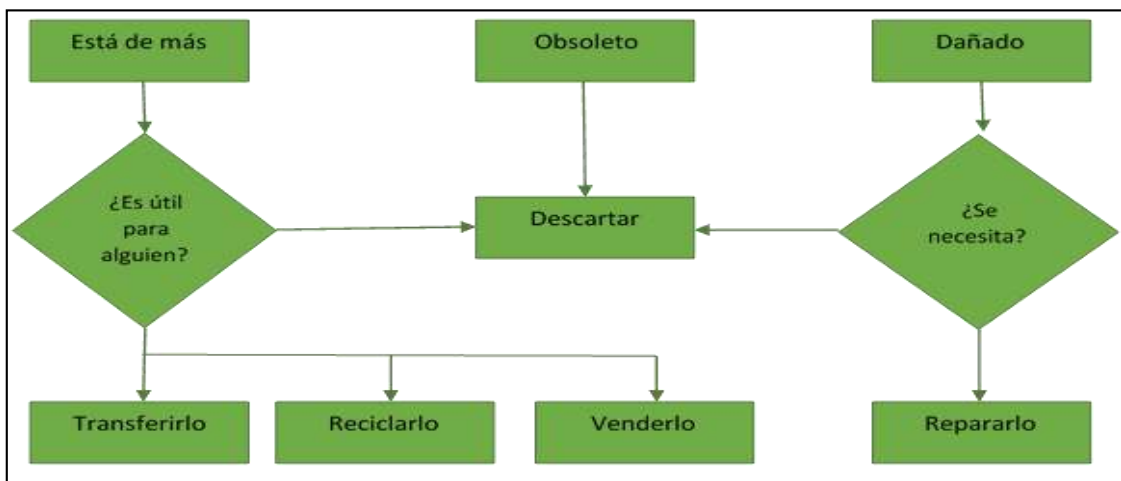 Está de más
Obsoleto
Dañado
¿Es útil
para
alguien?
Descartar
¿Se
necesita?
Transferirlo
Reciclarlo
Venderlo
Repararlo